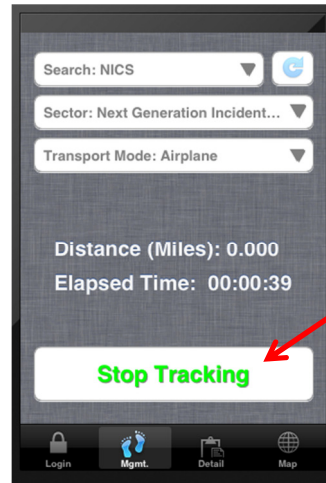 Search: NICS
Sector: Next Generation Incident...
Transport Mode: Airplane
Distance (Miles): 0.000
Elapsed Time: 00:00:39
Stop Tracking
Login Mgmt. Detail Map